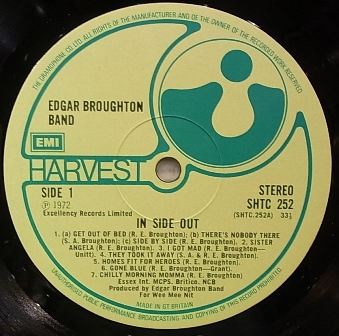 THE GRAMOPHONE CO. LTD. ALL RIGHTS OF THE MANUFACTURER AND OF THE OWNER OF THE RECORDED WORK RESERVED.
EDGAR BROUGHTON
BAND
EMI
HARVEST
SIDE 1
STEREO
℗ 1972
SHTC 252
Excellency Records Limited
(SHTC.252A) 33⅓
IN SIDE OUT
1. (a) GET OUT OF BED (R. E. Broughton); (b) THERE'S NOBODY THERE
(S. A. Broughton); (c) SIDE BY SIDE (R. E. Broughton). 2. SISTER
ANGELA (R. E. Broughton). 3. I GOT MAD (R. E. Broughton—
Unitt). 4. THEY TOOK IT AWAY (S. A. & R. E. Broughton).
5. HOMES FIT FOR HEROES (R. E. Broughton).
6. GONE BLUE (R. E. Broughton—Grant).
7. CHILLY MORNING MOMMA (R. E. Broughton).
Essex Int. MCPS. Britico, NCB
Produced by Edgar Broughton Band
For Wee Mee Nit
MADE IN GT BRITAIN
UNAUTHORISED PUBLIC PERFORMANCE BROADCASTING AND COPYING OF THIS RECORD PROHIBITED.